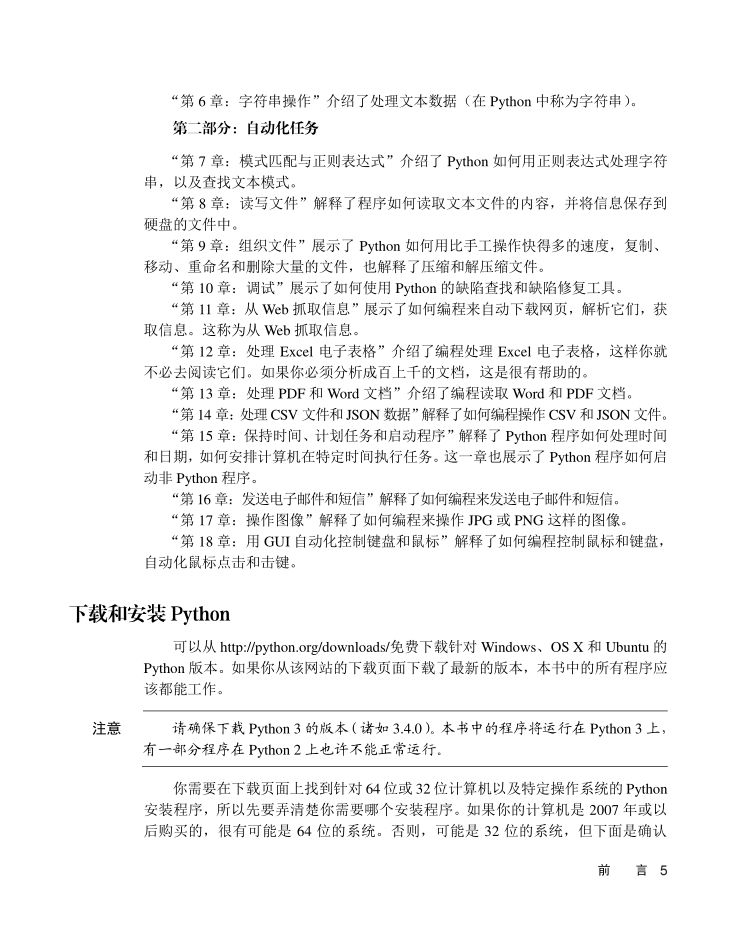 “第 6 章：字符串操作”介绍了处理文本数据（在 Python 中称为字符串）。
第二部分：自动化任务
“第 7 章：模式匹配与正则表达式”介绍了 Python 如何用正则表达式处理字符
串，以及查找文本模式。
“第 8 章：读写文件”解释了程序如何读取文本文件的内容，并将信息保存到
硬盘的文件中。
“第 9 章：组织文件”展示了 Python 如何用比手工操作快得多的速度，复制、
移动、重命名和删除大量的文件，也解释了压缩和解压缩文件。
“第 10 章：调试”展示了如何使用 Python 的缺陷查找和缺陷修复工具。
“第 11 章：从 Web 抓取信息”展示了如何编程来自动下载网页，解析它们，获
取信息。这称为从 Web 抓取信息。
“第 12 章：处理 Excel 电子表格”介绍了编程处理 Excel 电子表格，这样你就
不必去阅读它们。如果你必须分析成百上千的文档，这是很有帮助的。
“第 13 章：处理 PDF 和 Word 文档”介绍了编程读取 Word 和 PDF 文档。
“第 14 章：处理 CSV 文件和 JSON 数据”解释了如何编程操作 CSV 和 JSON 文件。
“第 15 章：保持时间、计划任务和启动程序”解释了 Python 程序如何处理时间
和日期，如何安排计算机在特定时间执行任务。这一章也展示了 Python 程序如何启
动非 Python 程序。
“第 16 章：发送电子邮件和短信”解释了如何编程来发送电子邮件和短信。
“第 17 章：操作图像”解释了如何编程来操作 JPG 或 PNG 这样的图像。
“第 18 章：用 GUI 自动化控制键盘和鼠标”解释了如何编程控制鼠标和键盘，
自动化鼠标点击和击键。
下载和安装 Python
可以从 http://python.org/downloads/免费下载针对 Windows、OS X 和 Ubuntu 的
Python 版本。如果你从该网站的下载页面下载了最新的版本，本书中的所有程序应
该都能工作。
注意 请确保下载 Python 3 的版本（诸如 3.4.0）。本书中的程序将运行在 Python 3 上，
有一部分程序在 Python 2 上也许不能正常运行。
你需要在下载页面上找到针对 64 位或 32 位计算机以及特定操作系统的 Python
安装程序，所以先要弄清楚你需要哪个安装程序。如果你的计算机是 2007 年或以
后购买的，很有可能是 64 位的系统。否则，可能是 32 位的系统，但下面是确认
前 言 5